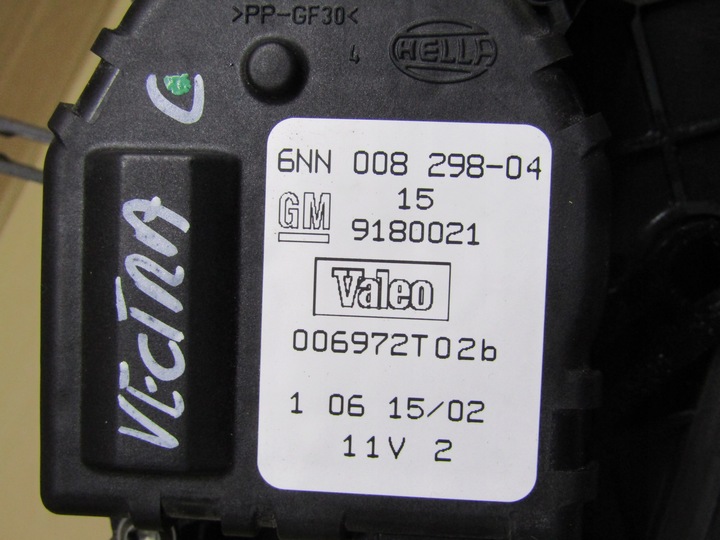 >PP-GF30<
4
HELLA
6NN 008 298-04
15
GM 9180021
Valeo
006972T02b
1 06 15/02
11V 2
VECTRA C